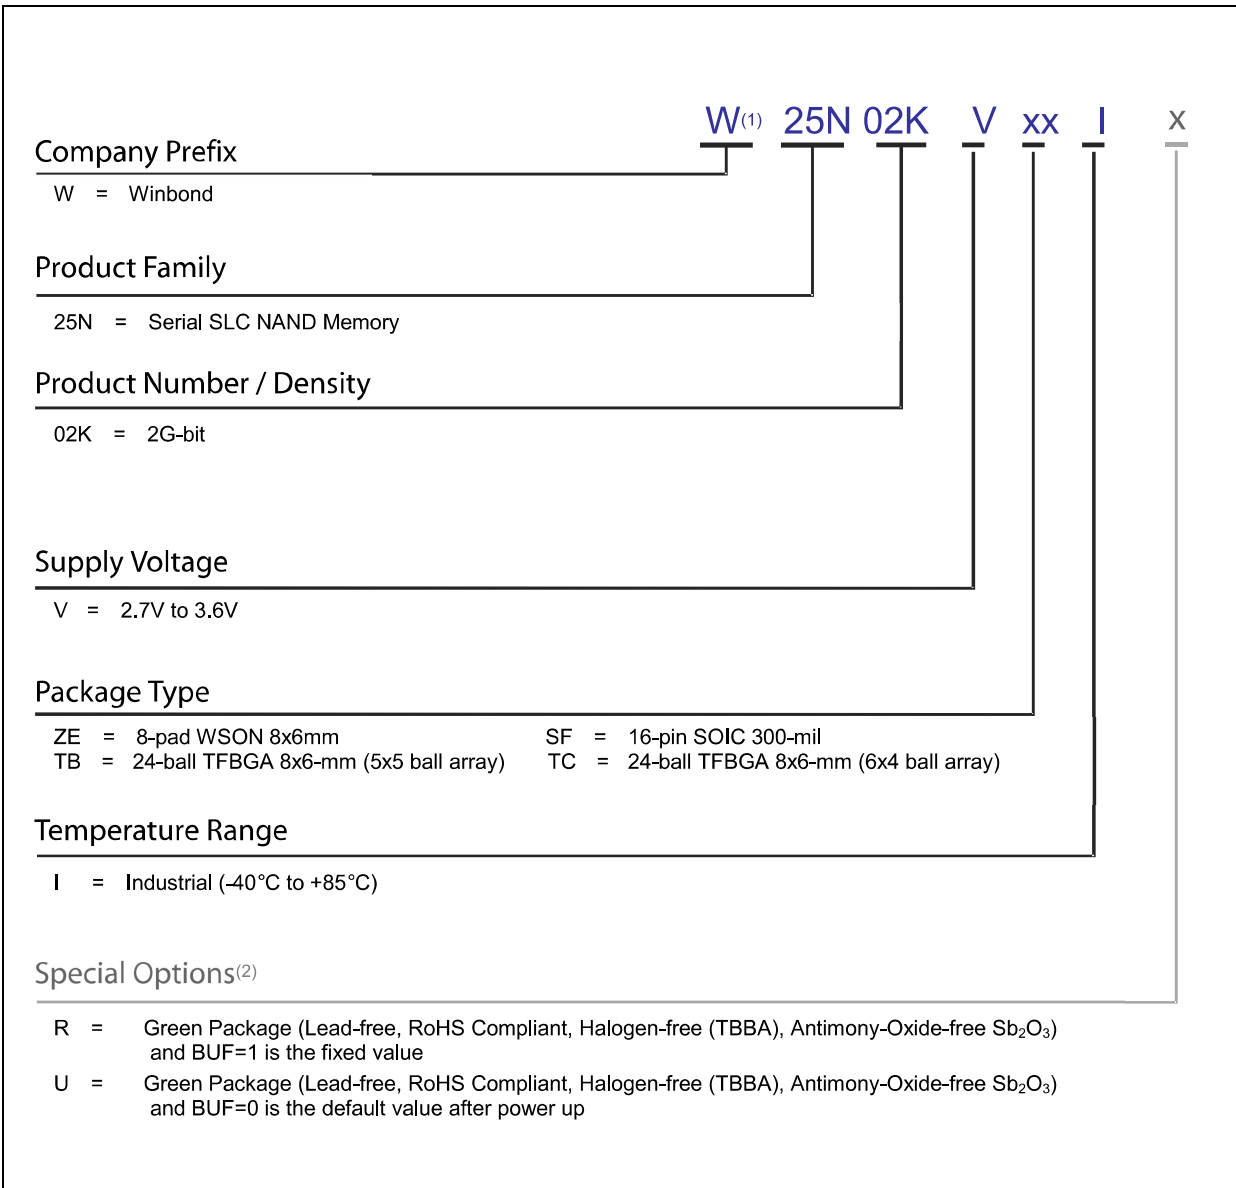 W(1) 25N 02K V xx I x
Company Prefix
W = Winbond
Product Family
25N = Serial SLC NAND Memory
Product Number / Density
02K = 2G-bit
Supply Voltage
V = 2.7V to 3.6V
Package Type
ZE = 8-pad WSON 8x6mm SF = 16-pin SOIC 300-mil
TB = 24-ball TFBGA 8x6-mm (5x5 ball array) TC = 24-ball TFBGA 8x6-mm (6x4 ball array)
Temperature Range
I = Industrial (-40°C to +85°C)
Special Options(2)
R = Green Package (Lead-free, RoHS Compliant, Halogen-free (TBBA), Antimony-Oxide-free Sb₂O₃)
and BUF=1 is the fixed value
U = Green Package (Lead-free, RoHS Compliant, Halogen-free (TBBA), Antimony-Oxide-free Sb₂O₃)
and BUF=0 is the default value after power up